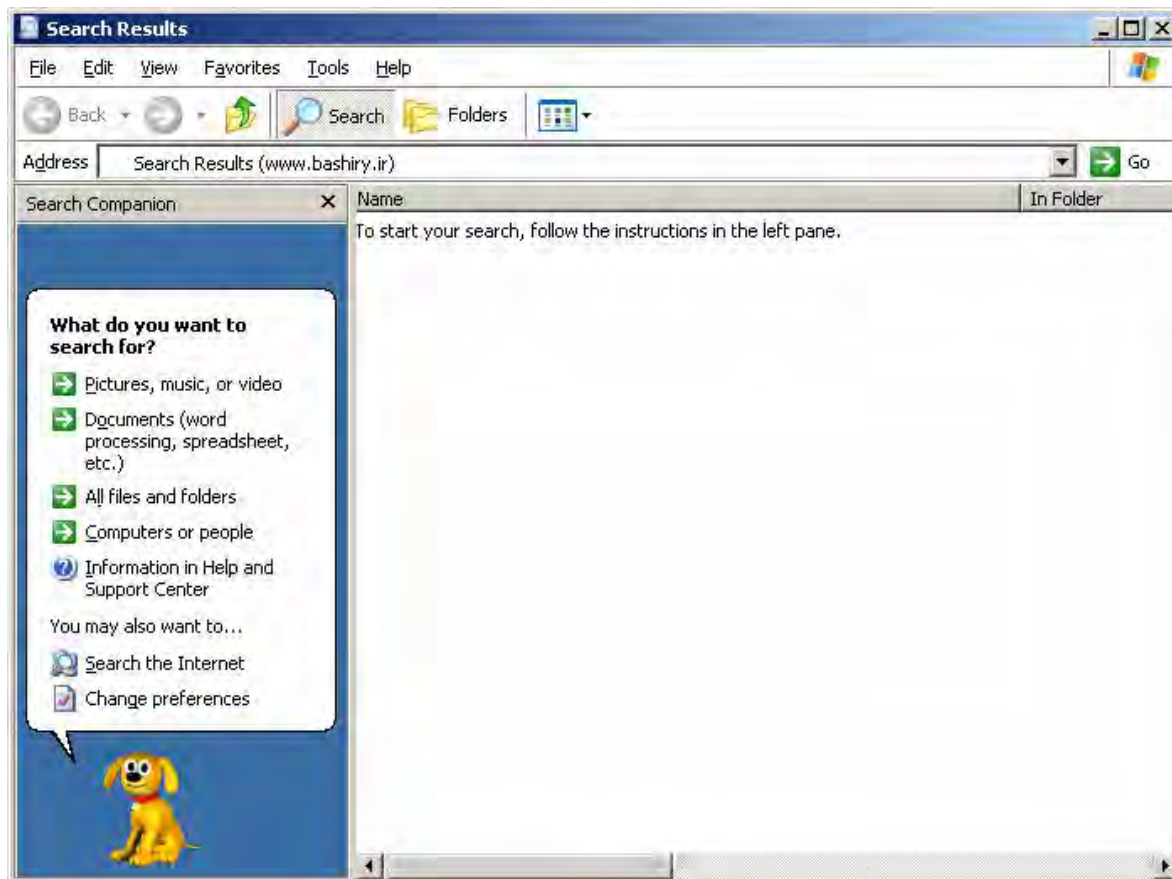 Search Results
File Edit View Favorites Tools Help
Back Search Folders
Address Search Results (www.bashiry.ir) Go
Search Companion
Name In Folder
To start your search, follow the instructions in the left pane.
What do you want to
search for?
Pictures, music, or video
Documents (word
processing, spreadsheet,
etc.)
All files and folders
Computers or people
Information in Help and
Support Center
You may also want to...
Search the Internet
Change preferences